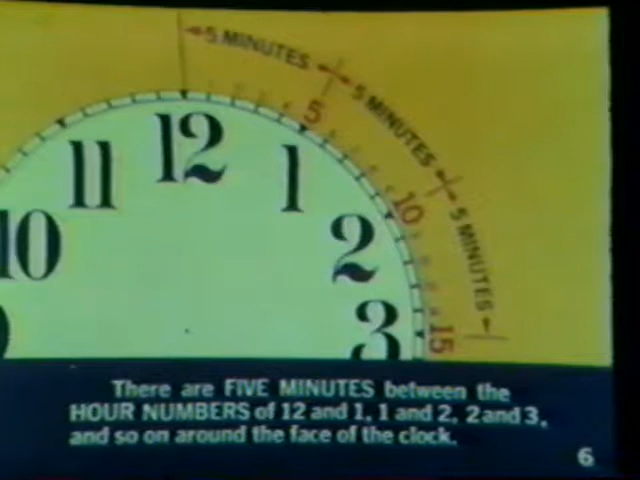 5 MINUTES
5 MINUTES
5 MINUTES
5
10
15
12
11
1
10
2
3
There are FIVE MINUTES between the
HOUR NUMBERS of 12 and 1, 1 and 2, 2 and 3,
and so on around the face of the clock.
6